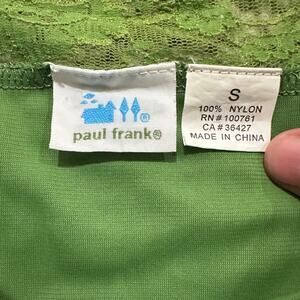 ®
paul frank®
S
100% NYLON
RN# 100761
CA# 36427
MADE IN CHINA